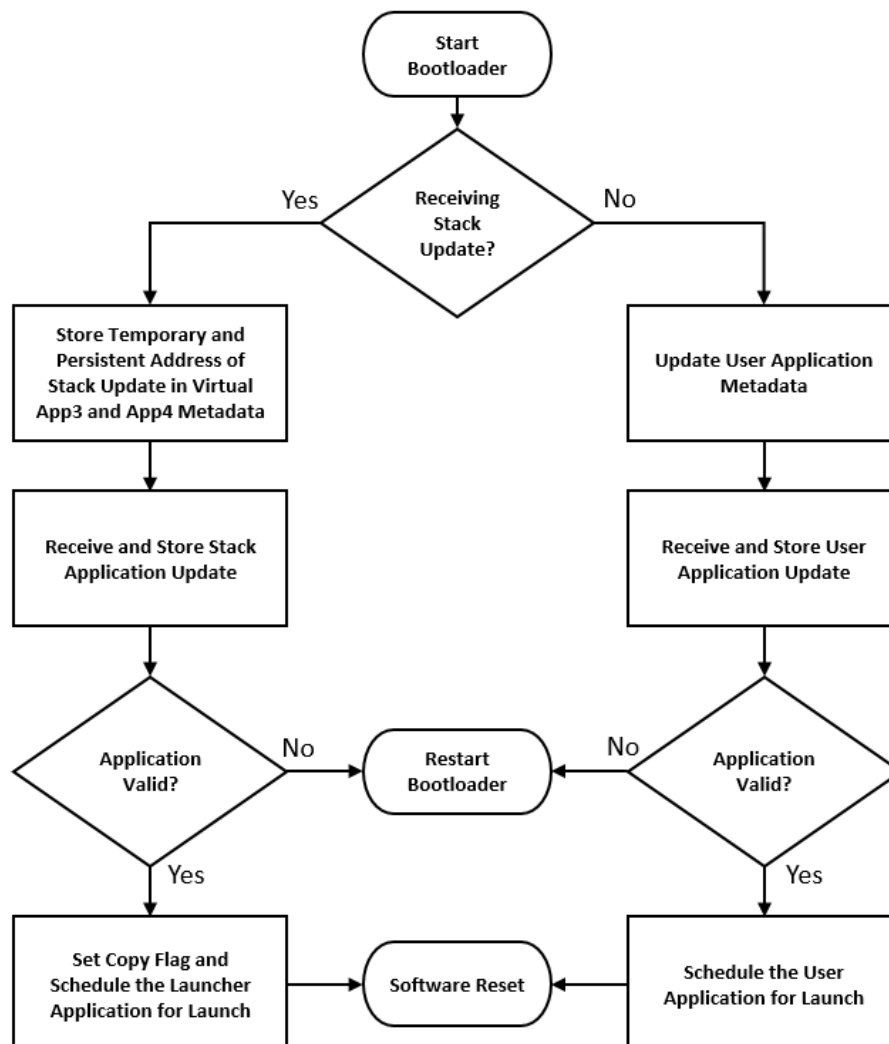 Start
Bootloader
Receiving
Stack
Update?
Yes
No
Store Temporary and
Persistent Address of
Stack Update in Virtual
App3 and App4 Metadata
Update User Application
Metadata
Receive and Store Stack
Application Update
Receive and Store User
Application Update
Application
Valid?
No
Restart
Bootloader
No
Application
Valid?
Yes
Yes
Set Copy Flag and
Schedule the Launcher
Application for Launch
Software Reset
Schedule the User
Application for Launch